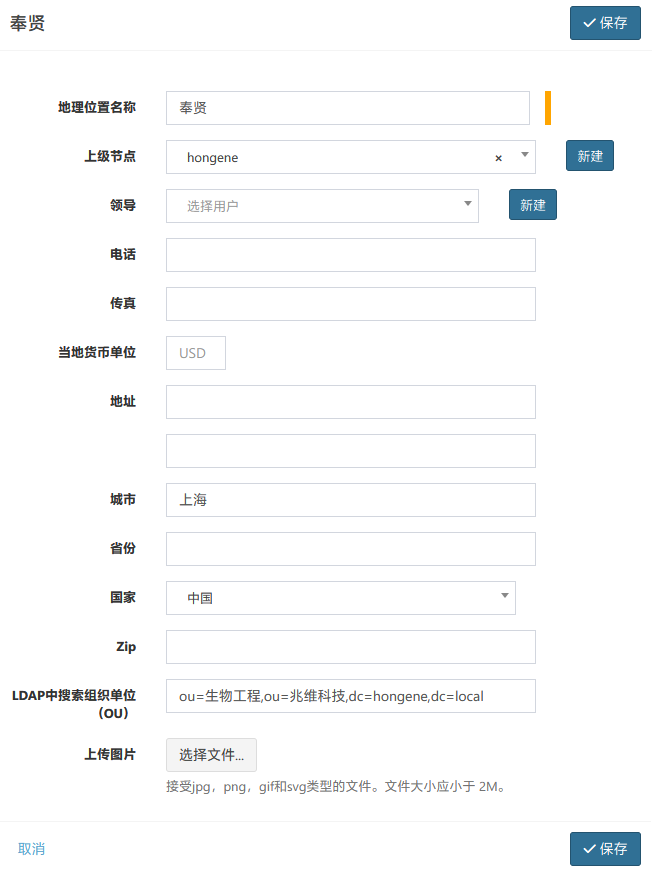 奉贤
保存
地理位置名称 奉贤
上级节点 hongene × 新建
领导 选择用户 新建
电话
传真
当地货币单位 USD
地址
城市 上海
省份
国家 中国
Zip
LDAP中搜索组织单位 ou=生物工程,ou=兆维科技,dc=hongene,dc=local
（OU）
上传图片 选择文件...
接受jpg，png，gif和svg类型的文件。文件大小应小于 2M。
取消 保存